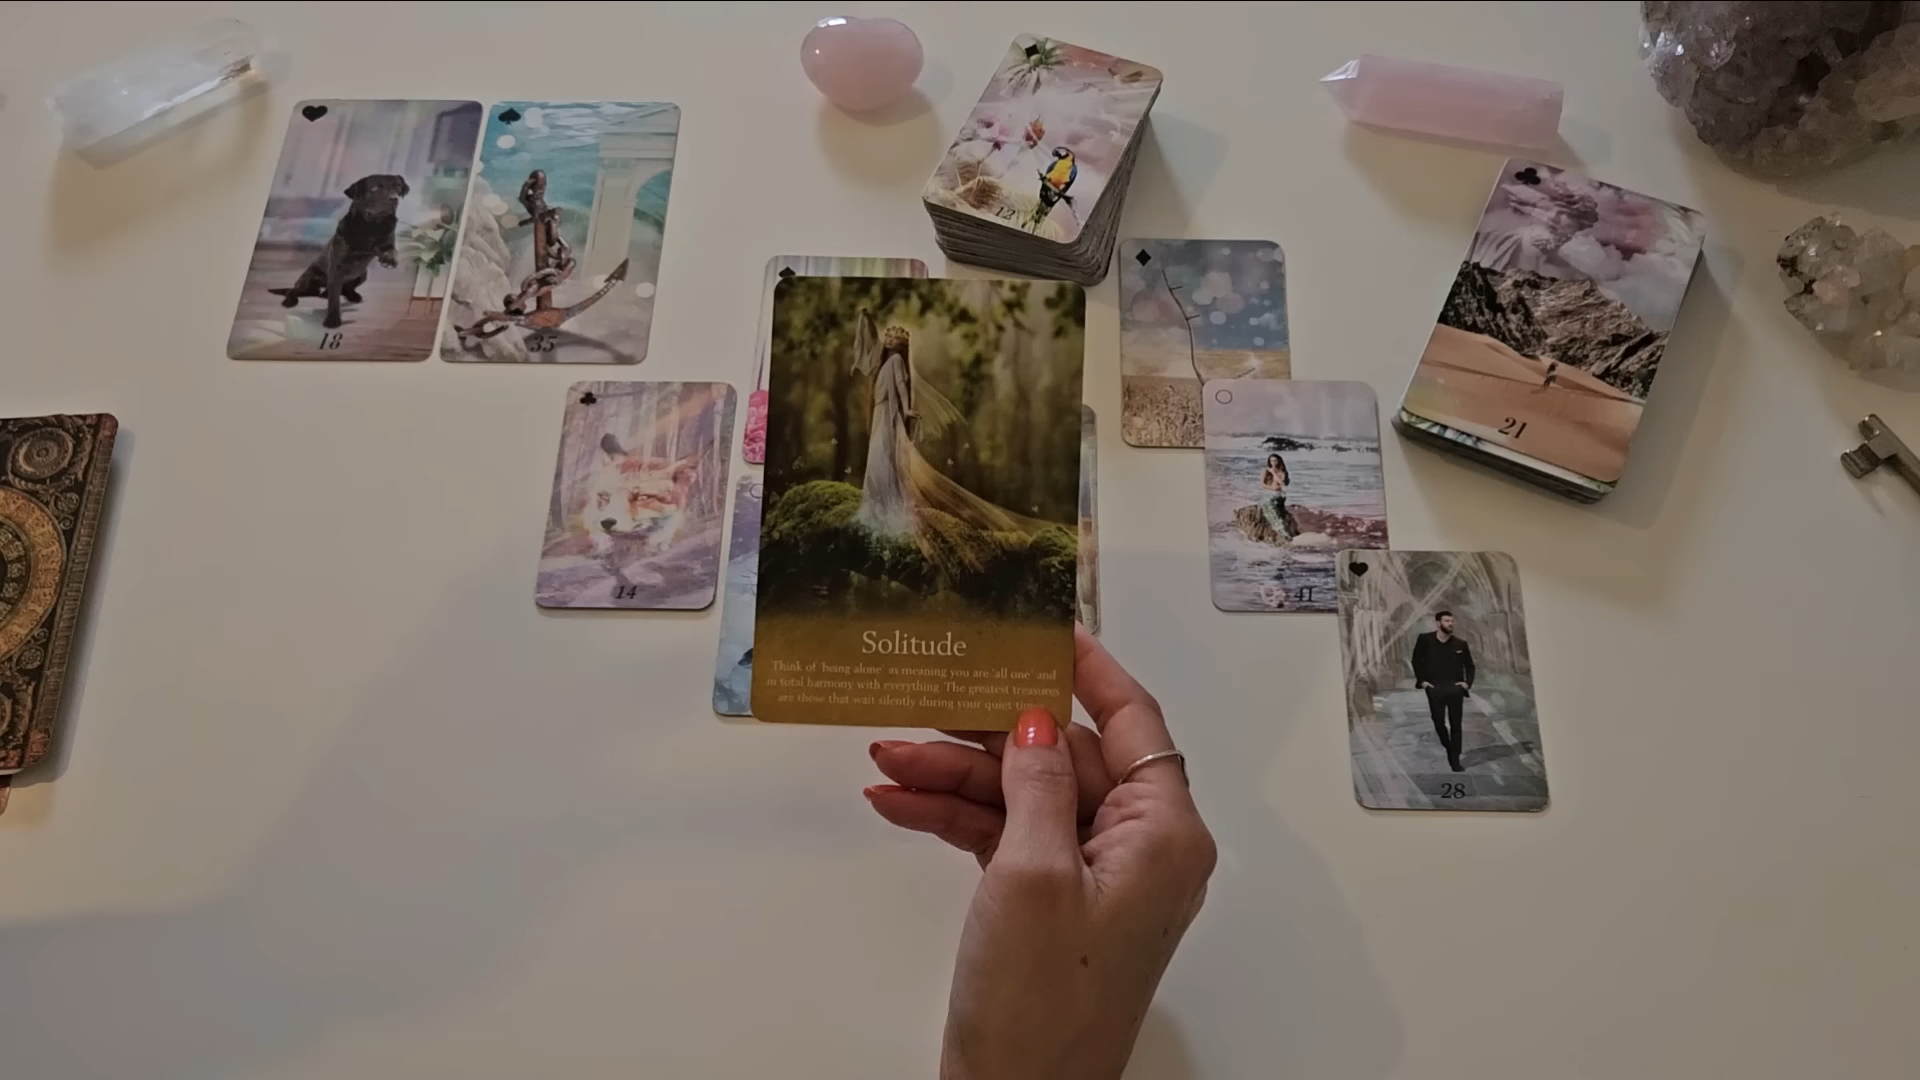 12
18
35
21
14
41
Solitude
Think of 'being alone' as meaning you are 'all one' and
in total harmony with everything. The greatest treasures
are those that wait silently during your quiet
28